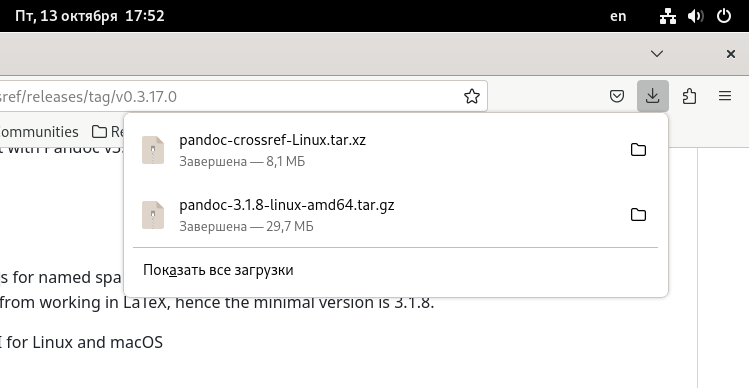 Пт, 13 октября 17:52
en
sref/releases/tag/v0.3.17.0
ommunities
Re
t with Pandoc v3.
pandoc-crossref-Linux.tar.xz
Завершена — 8,1 МБ
pandoc-3.1.8-linux-amd64.tar.gz
Завершена — 29,7 МБ
Показать все загрузки
s for named spa
from working in LaTeX, hence the minimal version is 3.1.8.
I for Linux and macOS